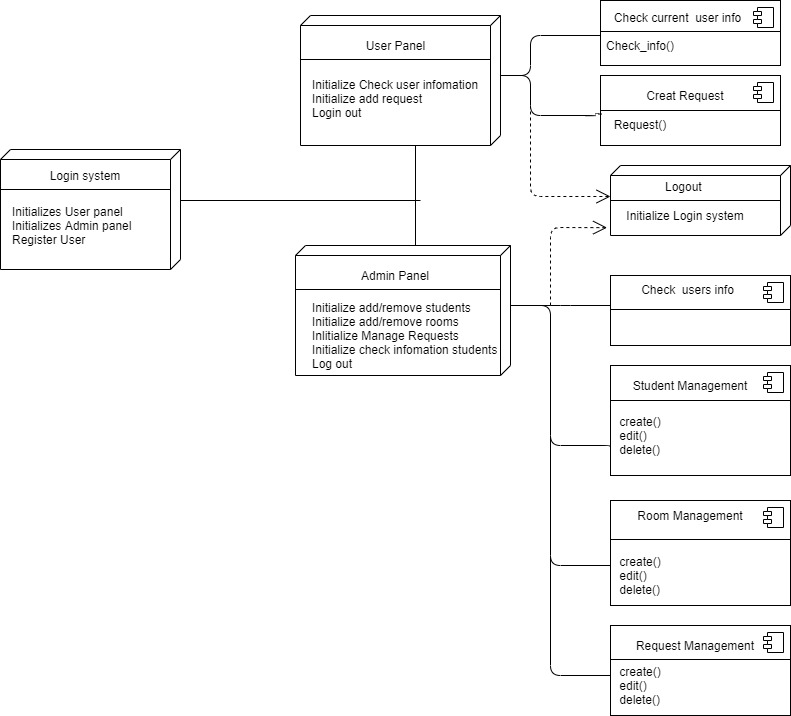 Check current  user info
Check_info()
User Panel
Initialize Check user infomation
Initialize add request
Login out
Creat Request
Request()
Login system
Initializes User panel
Initializes Admin panel
Register User
Logout
Initialize Login system
Admin Panel
Initialize add/remove students
Initialize add/remove rooms
Inlitialize Manage Requests
Initialize check infomation students
Log out
Check  users info
Student Management
create()
edit()
delete()
Room Management
create()
edit()
delete()
Request Management
create()
edit()
delete()